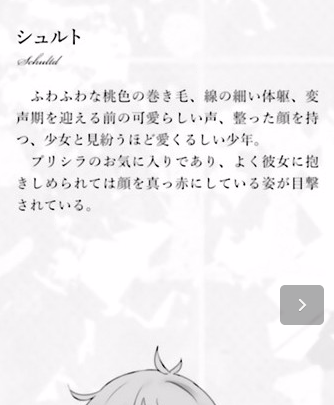 シュルト
Schultd
　ふわふわな桃色の巻き毛、線の細い体躯、変
声期を迎える前の可愛らしい声、整った顔を持
つ、少女と見紛うほど愛くるしい少年。
　プリシラのお気に入りであり、よく彼女に抱
きしめられては顔を真っ赤にしている姿が目撃
されている。